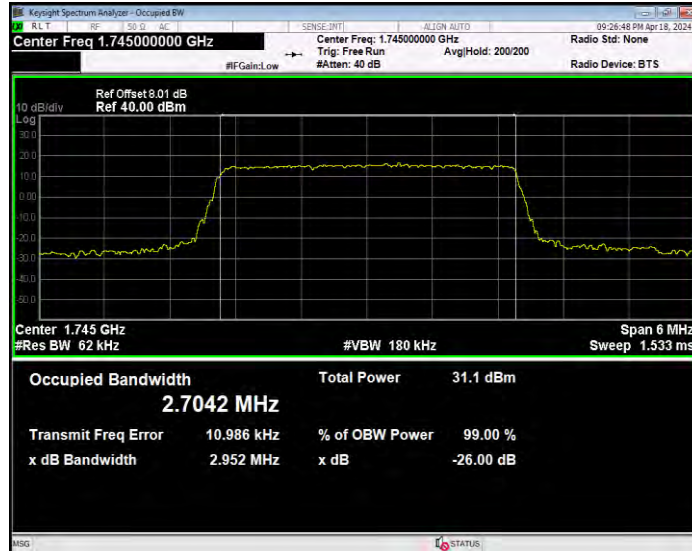 Keysight Spectrum Analyzer - Occupied BW
RLT RF 50 Ω AC SENSE:INT ALIGN AUTO 09:26:48 PM Apr 18, 2024
Center Freq 1.745000000 GHz Center Freq: 1.745000000 GHz Radio Std: None
Trig: Free Run Avg|Hold: 200/200
#IFGain:Low #Atten: 40 dB Radio Device: BTS
Ref Offset 8.01 dB
10 dB/div Ref 40.00 dBm
Log
30.0
20.0
10.0
0.00
-10.0
-20.0
-30.0
-40.0
-50.0
Center 1.745 GHz Span 6 MHz
#Res BW 62 kHz #VBW 180 kHz Sweep 1.533 ms
Occupied Bandwidth Total Power 31.1 dBm
2.7042 MHz
Transmit Freq Error 10.986 kHz % of OBW Power 99.00 %
x dB Bandwidth 2.952 MHz x dB -26.00 dB
MSG STATUS